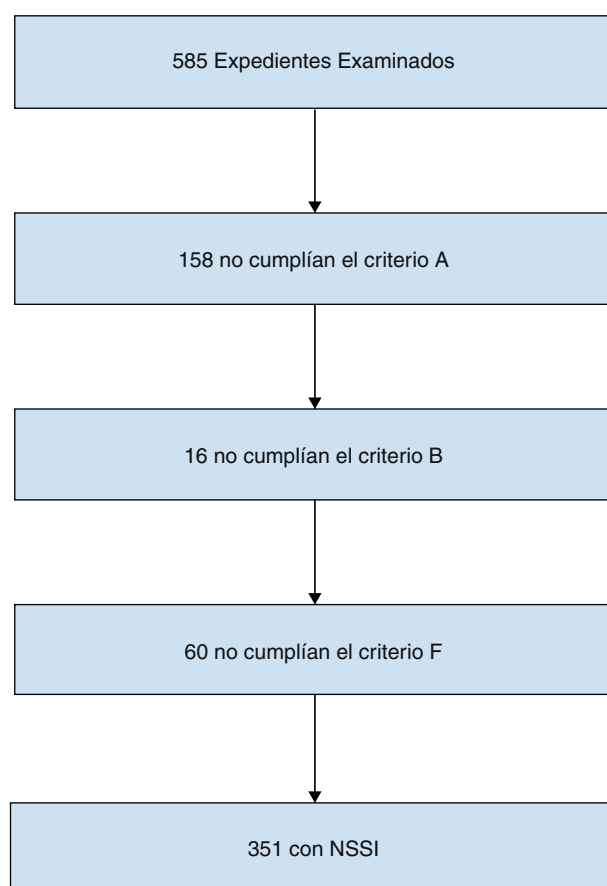 585 Expedientes Examinados
158 no cumplían el criterio A
16 no cumplían el criterio B
60 no cumplían el criterio F
351 con NSSI